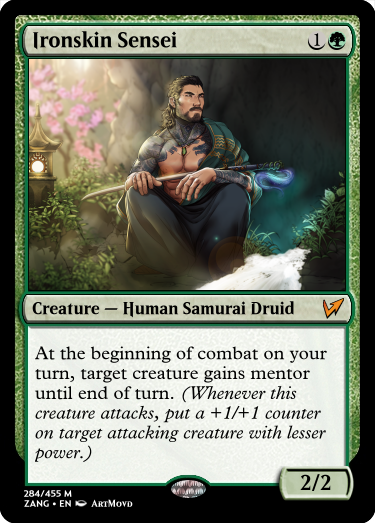 Ironskin Sensei 1
Creature — Human Samurai Druid
At the beginning of combat on your
turn, target creature gains mentor
until end of turn. (Whenever this
creature attacks, put a +1/+1 counter
on target attacking creature with lesser
power.)
2/2
284/455 M
ZANG • EN ArtMovd